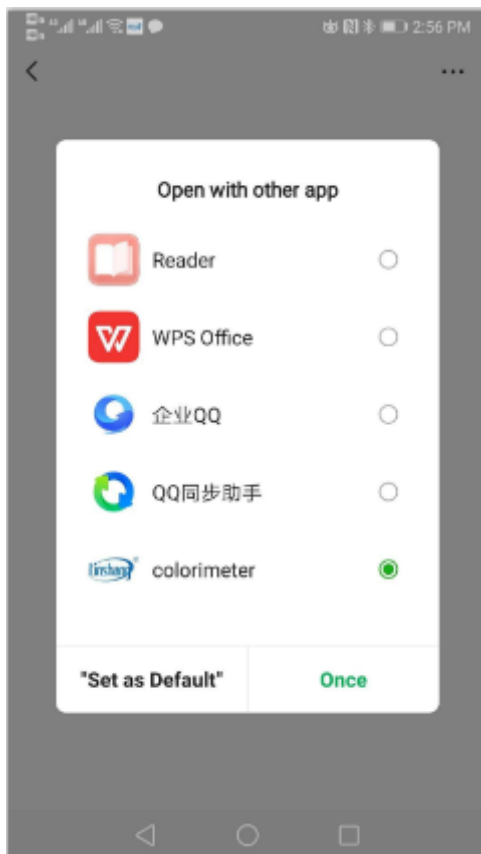 2:56 PM
Open with other app
Reader
WPS Office
企业QQ
QQ同步助手
linshang® colorimeter
"Set as Default"
Once